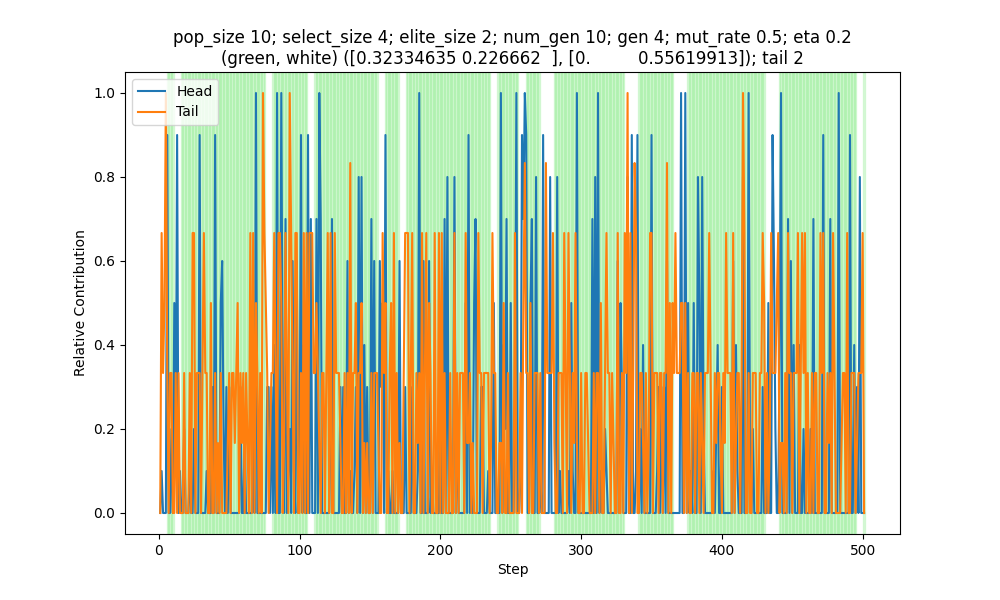 pop_size 10; select_size 4; elite_size 2; num_gen 10; gen 4; mut_rate 0.5; eta 0.2
(green, white) ([0.32334635 0.226662  ], [0.         0.55619913]); tail 2
Head
Tail
1.0
0.8
0.6
0.4
0.2
0.0
Relative Contribution
0 100 200 300 400 500
Step